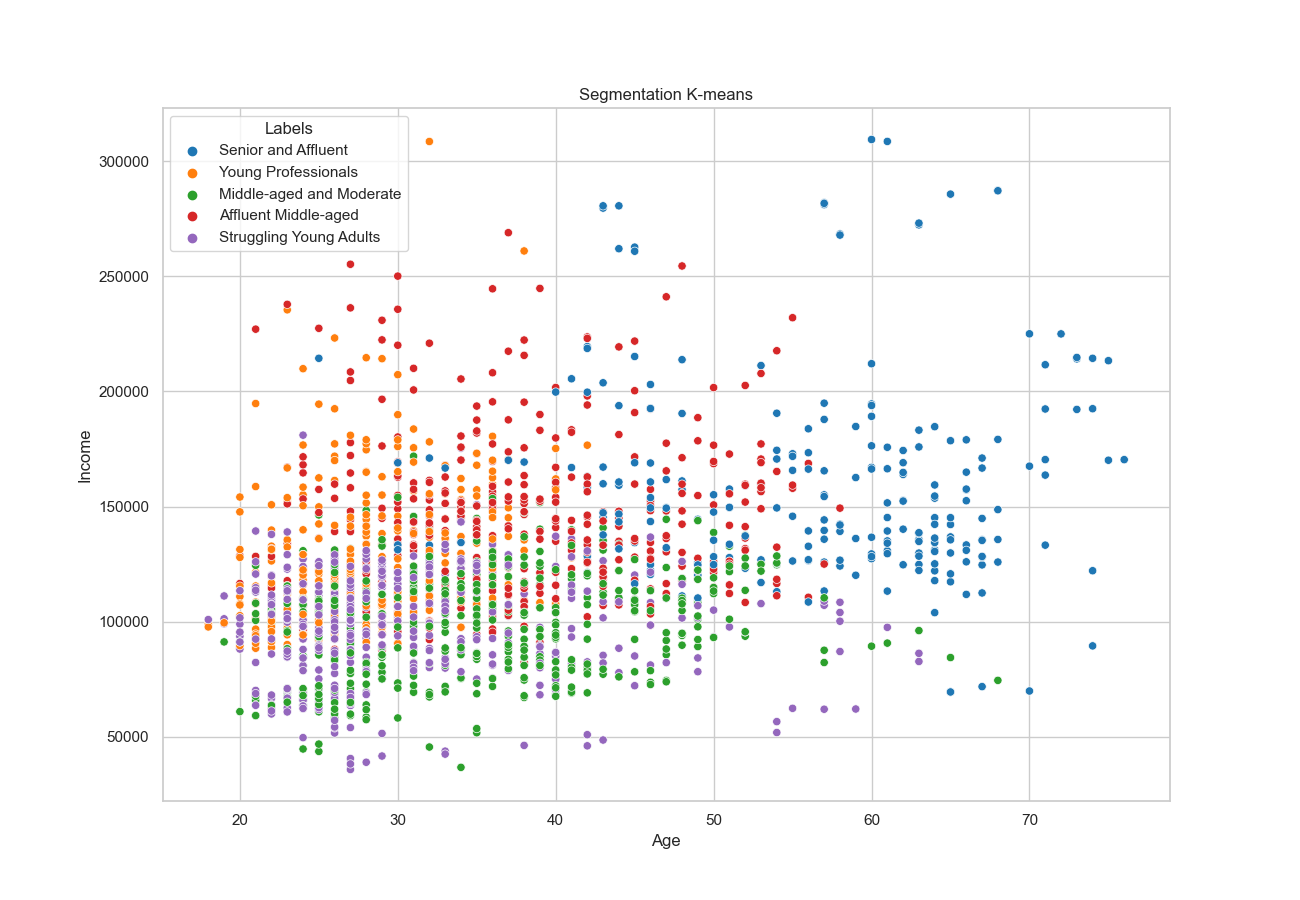 Segmentation K-means
Labels
Senior and Affluent
Young Professionals
Middle-aged and Moderate
Affluent Middle-aged
Struggling Young Adults
300000
250000
200000
150000
100000
50000
Income
20 30 40 50 60 70
Age